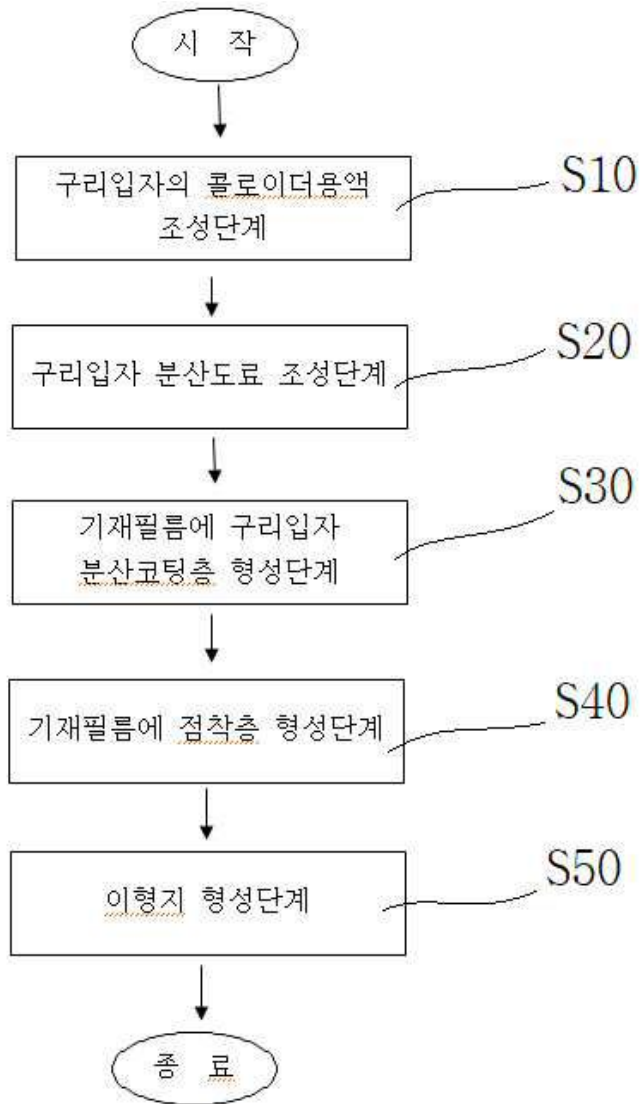 시 작
구리입자의 콜로이더용액
조성단계
S10
구리입자 분산도료 조성단계
S20
기재필름에 구리입자
분산코팅층 형성단계
S30
기재필름에 점착층 형성단계
S40
이형지 형성단계
S50
종 료